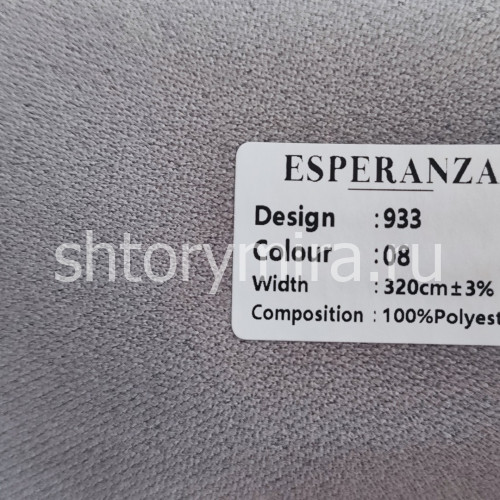 ESPERANZA
Design : 933
Colour : 08
Width : 320cm±3%
Composition : 100%Polyest
shtorymira.ru